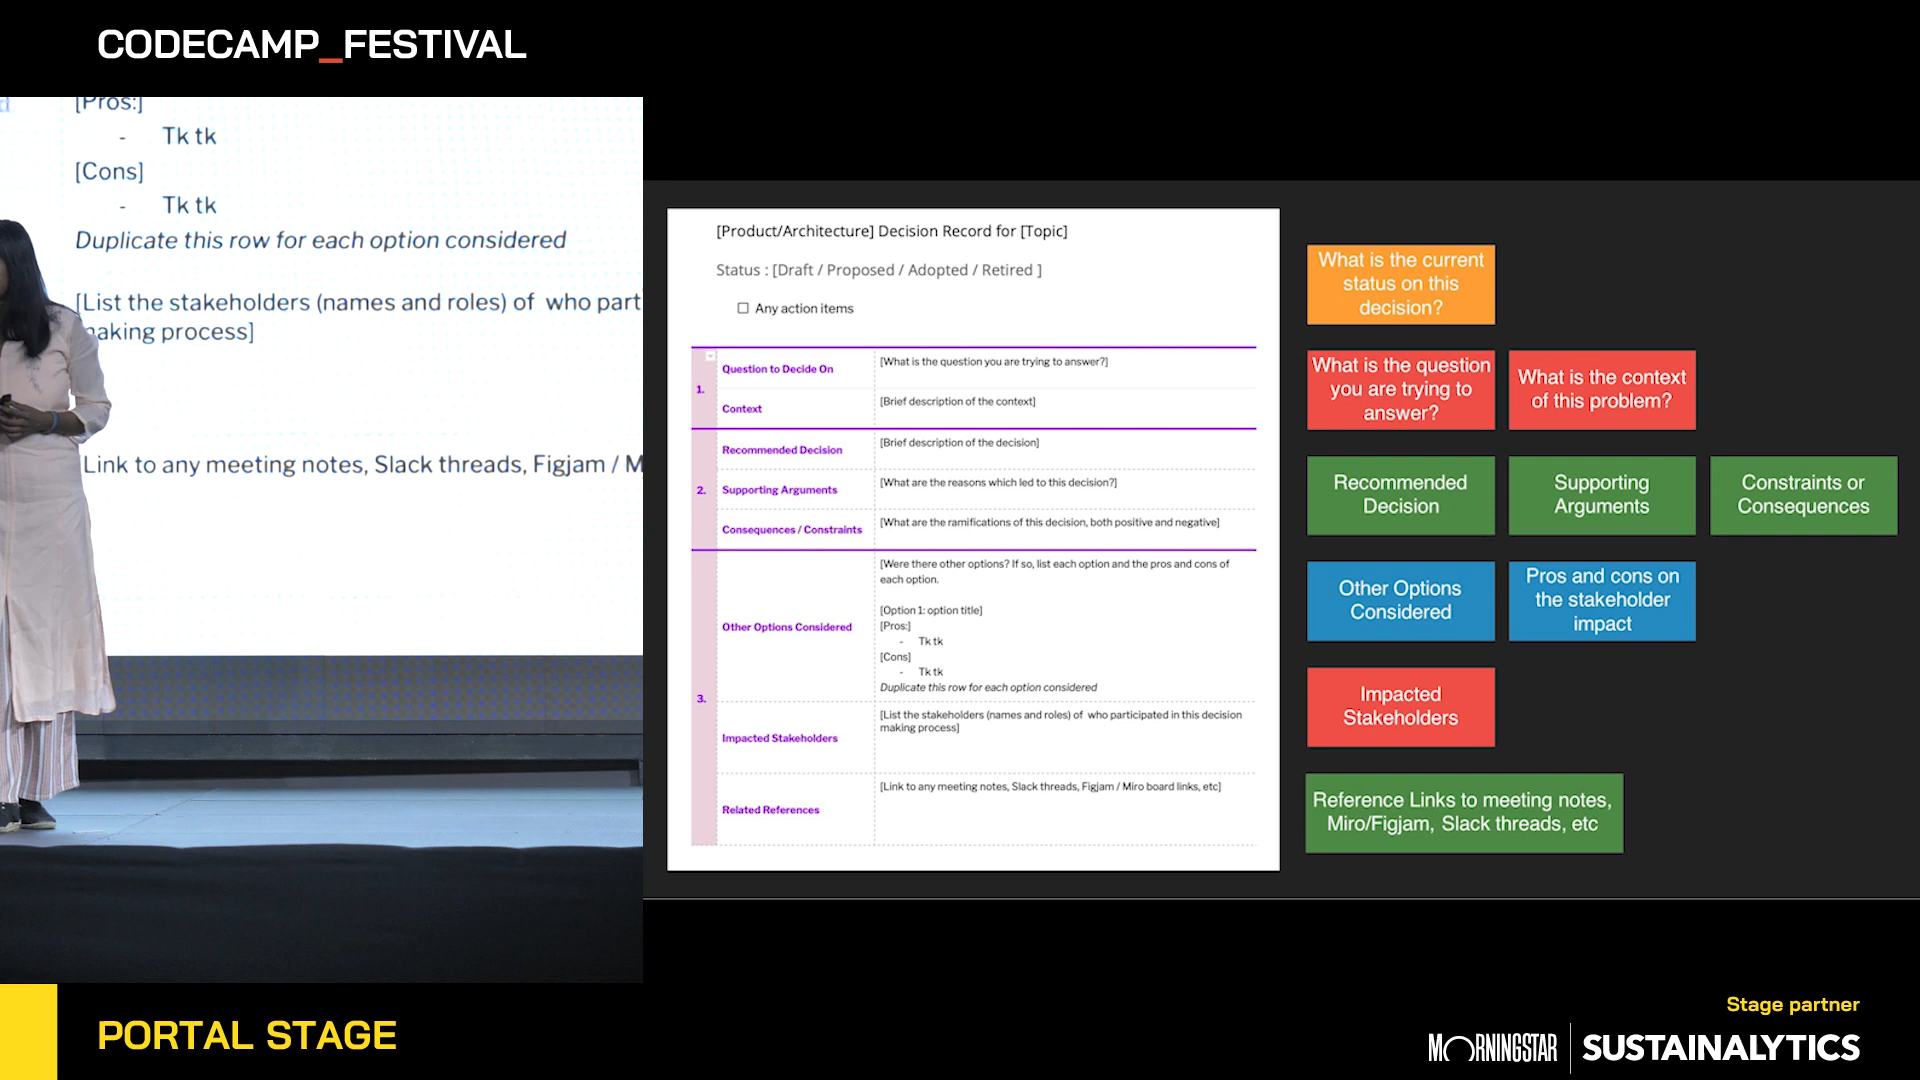 CODECAMP_FESTIVAL
[Pros:]
- Tk tk
[Cons]
- Tk tk
Duplicate this row for each option considered
[List the stakeholders (names and roles) of who part
making process]
Link to any meeting notes, Slack threads, Figjam / M
[Product/Architecture] Decision Record for [Topic]
Status : [Draft / Proposed / Adopted / Retired ]
Any action items
1.
Question to Decide On
[What is the question you are trying to answer?]
Context
[Brief description of the context]
2.
Recommended Decision
[Brief description of the decision]
Supporting Arguments
[What are the reasons which led to this decision?]
Consequences / Constraints
[What are the ramifications of this decision, both positive and negative]
3.
Other Options Considered
[Were there other options? If so, list each option and the pros and cons of
each option.
[Option 1: option title]
[Pros:]
- Tk tk
[Cons]
- Tk tk
Duplicate this row for each option considered
Impacted Stakeholders
[List the stakeholders (names and roles) of who participated in this decision
making process]
Related References
[Link to any meeting notes, Slack threads, Figjam / Miro board links, etc]
What is the current
status on this
decision?
What is the question
you are trying to
answer?
What is the context
of this problem?
Recommended
Decision
Supporting
Arguments
Constraints or
Consequences
Other Options
Considered
Pros and cons on
the stakeholder
impact
Impacted
Stakeholders
Reference Links to meeting notes,
Miro/Figjam, Slack threads, etc
PORTAL STAGE
Stage partner
MORNINGSTAR | SUSTAINALYTICS